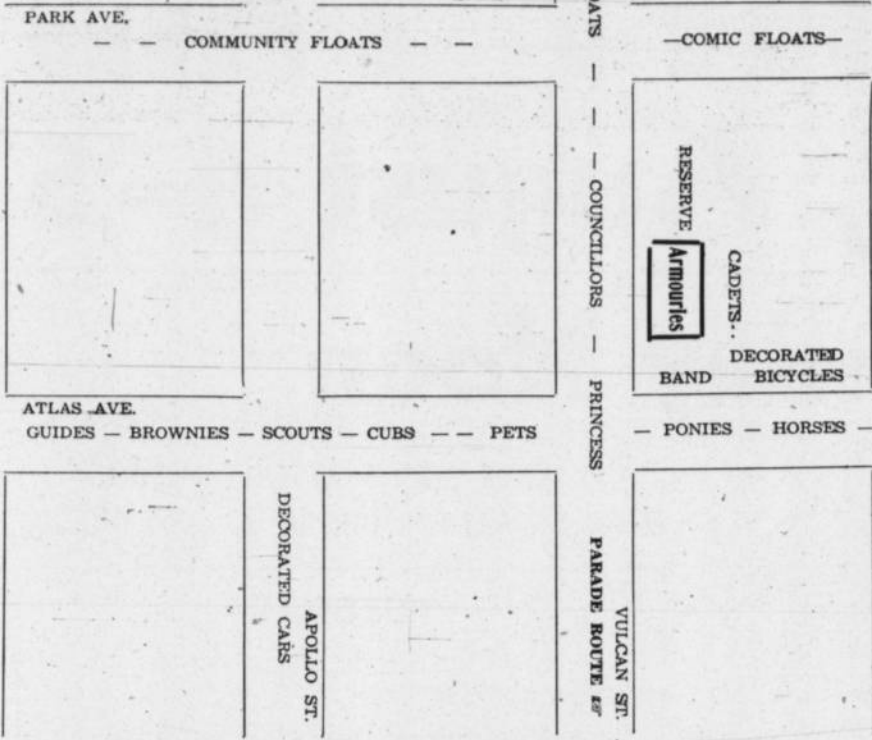 PARK AVE.
— — COMMUNITY FLOATS — —
—COMIC FLOATS—
ATS — — — COUNCILLORS — PRINCESS
PARADE ROUTE ☞
VULCAN ST.
RESERVE
Armouries
CADETS..
DECORATED
BAND BICYCLES
ATLAS AVE.
GUIDES — BROWNIES — SCOUTS — CUBS — — PETS
— PONIES — HORSES —
DECORATED CARS
APOLLO ST.